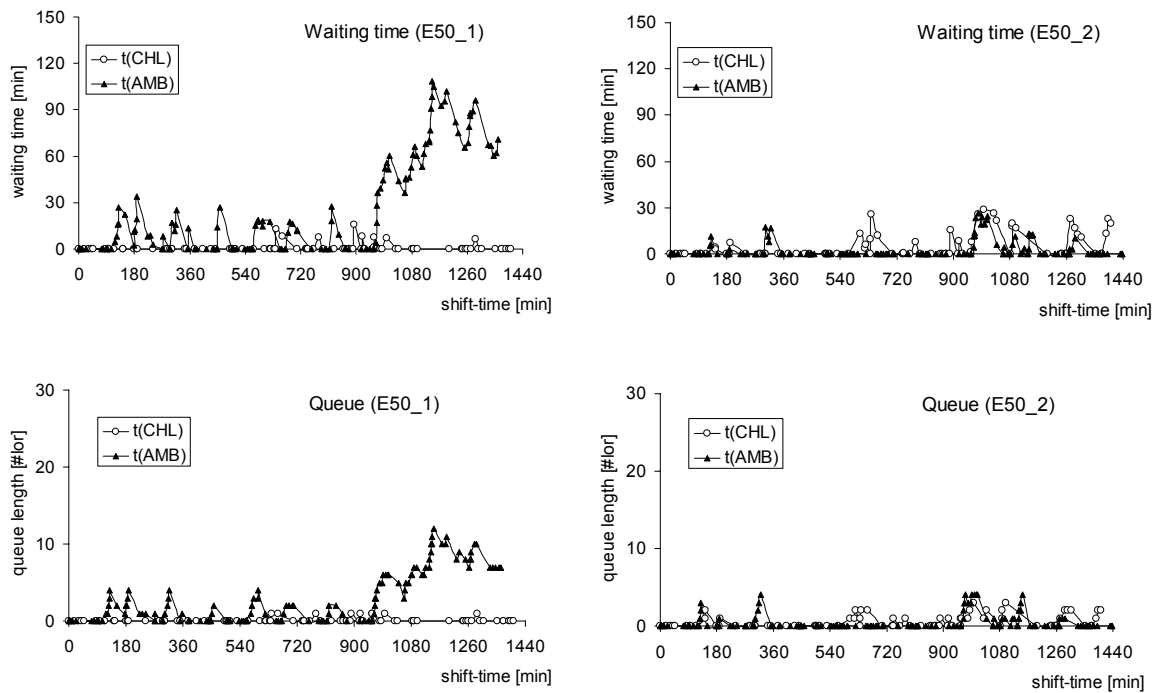 Waiting time (E50_1)
t(CHL)
t(AMB)
waiting time [min]
150
120
90
60
30
0
0 180 360 540 720 900 1080 1260 1440
shift-time [min]
Waiting time (E50_2)
t(CHL)
t(AMB)
waiting time [min]
150
120
90
60
30
0
0 180 360 540 720 900 1080 1260 1440
shift-time [min]
Queue (E50_1)
t(CHL)
t(AMB)
queue length [#lor]
30
20
10
0
0 180 360 540 720 900 1080 1260 1440
shift-time [min]
Queue (E50_2)
t(CHL)
t(AMB)
queue length [#lor]
30
20
10
0
0 180 360 540 720 900 1080 1260 1440
shift-time [min]